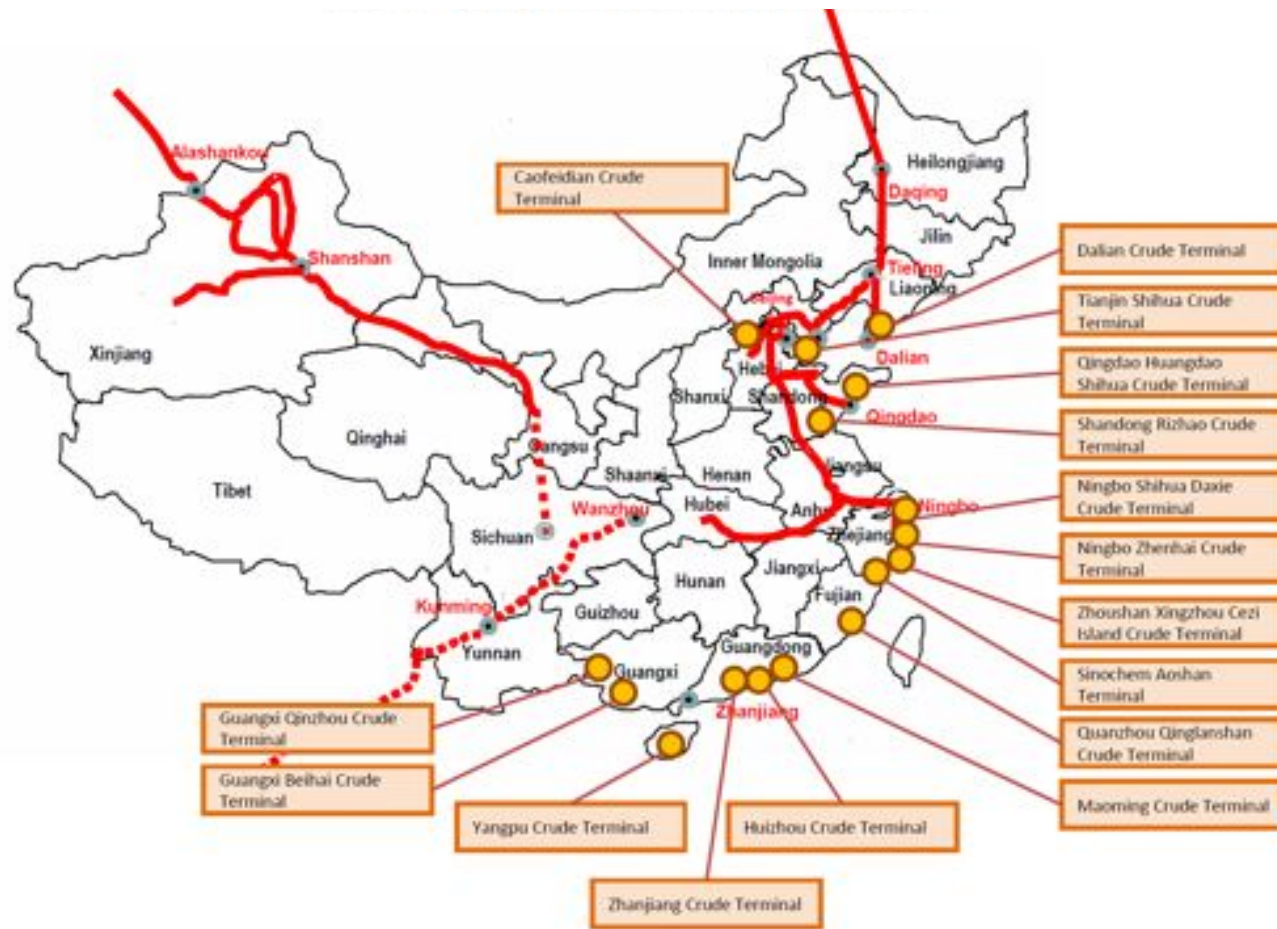 Alashankou
Heilongjiang
Caofeidian Crude
Terminal
Daqing
Jilin
Dalian Crude Terminal
Shanshan
Inner Mongolia
Tieling
Liaoning
Beijing
Tianjin Shihua Crude
Terminal
Xinjiang
Dalian
Hebei
Qingdao Huangdao
Shihua Crude Terminal
Shanxi
Shandong
Qingdao
Shandong Rizhao Crude
Terminal
Qinghai
Gangsu
Shaanxi
Henan
Jiangsu
Tibet
Ningbo Shihua Daxie
Crude Terminal
Wanzhou
Hubei
Anhu
Ningbo
Sichuan
Zhejiang
Ningbo Zhenhai Crude
Terminal
Hunan
Jiangxi
Kunming
Guizhou
Fujian
Zhoushan Xingzhou Cezi
Island Crude Terminal
Yunnan
Guangxi
Guangdong
Sinochem Aoshan
Terminal
Guangxi Qinzhou Crude
Terminal
Zhanjiang
Quanzhou Qinglanshan
Crude Terminal
Guangxi Beihai Crude
Terminal
Yangpu Crude Terminal
Huizhou Crude Terminal
Maoming Crude Terminal
Zhanjiang Crude Terminal